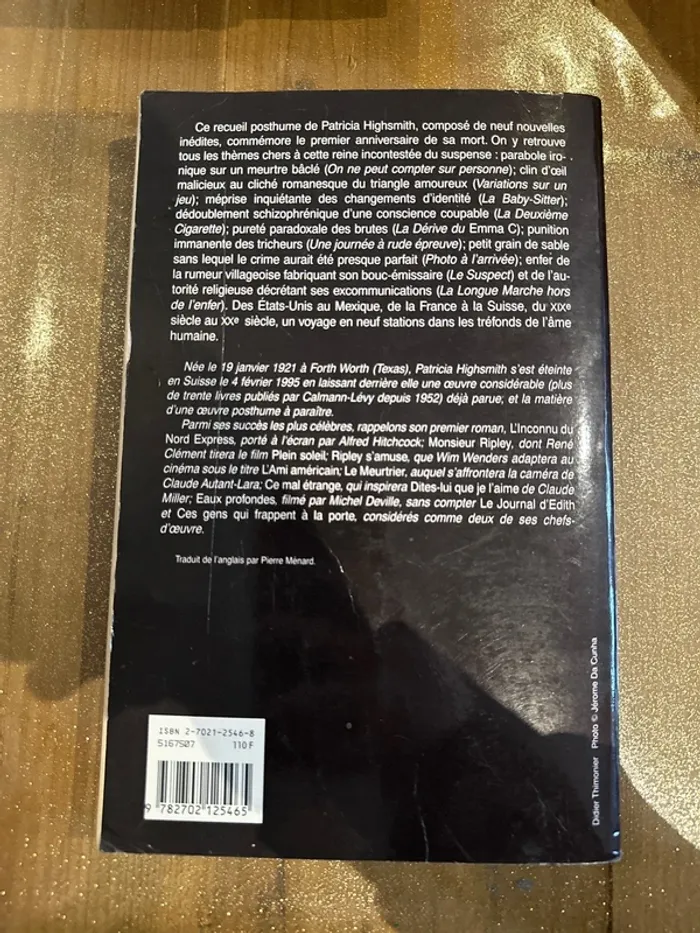 Ce recueil posthume de Patricia Highsmith, composé de neuf nouvelles
inédites, commémore le premier anniversaire de sa mort. On y retrouve
tous les thèmes chers à cette reine incontestée du suspense : parabole iro-
nique sur un meurtre bâclé (On ne peut compter sur personne); clin d'œil
malicieux au cliché romanesque du triangle amoureux (Variations sur un
jeu); méprise inquiétante des changements d'identité (La Baby-Sitter);
dédoublement schizophrénique d'une conscience coupable (La Deuxième
Cigarette); pureté paradoxale des brutes (La Dérive du Emma C); punition
immanente des tricheurs (Une journée à rude épreuve); petit grain de sable
sans lequel le crime aurait été presque parfait (Photo à l'arrivée); enfer de
la rumeur villageoise fabriquant son bouc-émissaire (Le Suspect) et de l'au-
torité religieuse décrétant ses excommunications (La Longue Marche hors
de l'enfer). Des États-Unis au Mexique, de la France à la Suisse, du XIXe
siècle au XXe siècle, un voyage en neuf stations dans les tréfonds de l'âme
humaine.
Née le 19 janvier 1921 à Forth Worth (Texas), Patricia Highsmith s'est éteinte
en Suisse le 4 février 1995 en laissant derrière elle une œuvre considérable (plus
de trente livres publiés par Calmann-Lévy depuis 1952) déjà parue, et la matière
d'une œuvre posthume à paraître.
Parmi ses succès les plus célèbres, rappelons son premier roman, L'Inconnu du
Nord Express, porté à l'écran par Alfred Hitchcock; Monsieur Ripley, dont René
Clément tirera le film Plein soleil; Ripley s'amuse, que Wim Wenders adaptera au
cinéma sous le titre L'Ami américain; Le Meurtrier, auquel s'affrontera la caméra de
Claude Autant-Lara; Ce mal étrange, qui inspirera Dites-lui que je l'aime de Claude
Miller; Eaux profondes, filmé par Michel Deville, sans compter Le Journal d'Edith
et Ces gens qui frappent à la porte, considérés comme deux de ses chefs-
d'œuvre.
Traduit de l'anglais par Pierre Ménard.
Didier Thimonier Photo © Jérome Da Cunha
ISBN 2-7021-2546-8
5167507 110 F
9 782702 125465